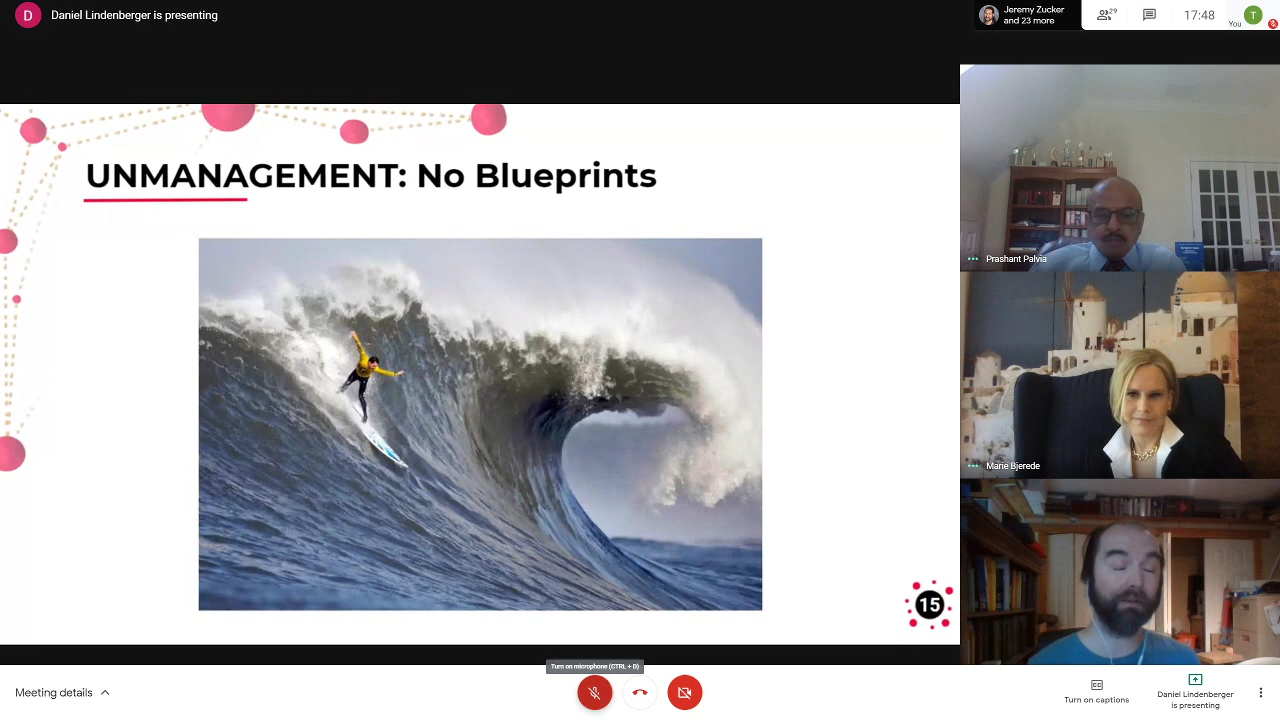 D
Daniel Lindenberger is presenting
Jeremy Zucker
and 23 more
29
17:48
You
T
UNMANAGEMENT: No Blueprints
Prashant Palvia
Marie Bjerede
15
Turn on microphone (CTRL + D)
Meeting details
CC
Turn on captions
Daniel Lindenberger
is presenting